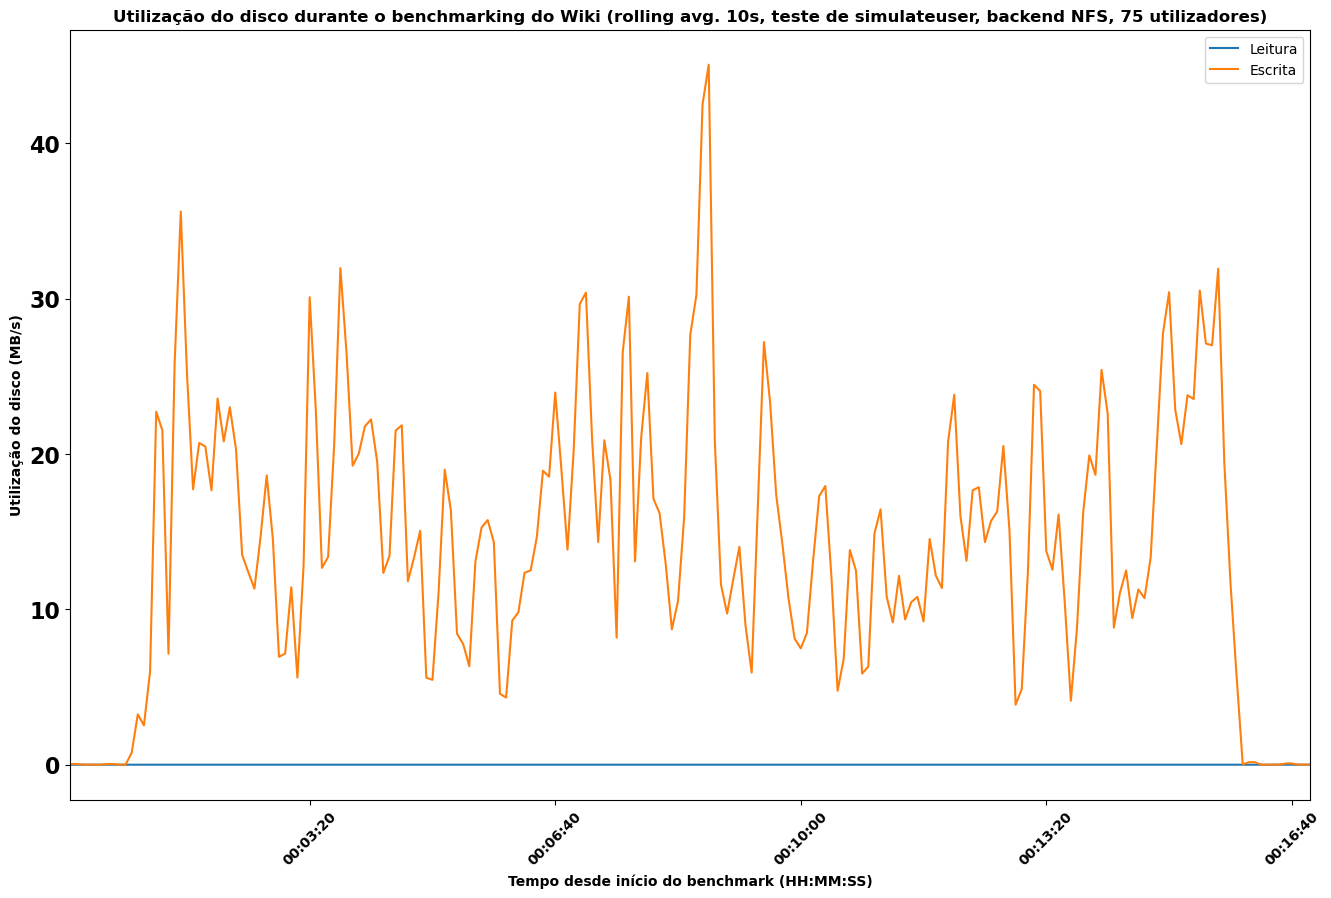 Utilização do disco durante o benchmarking do Wiki (rolling avg. 10s, teste de simulateuser, backend NFS, 75 utilizadores)
Leitura
Escrita
Utilização do disco (MB/s)
40
30
20
10
0
00:03:20
00:06:40
00:10:00
00:13:20
00:16:40
Tempo desde início do benchmark (HH:MM:SS)